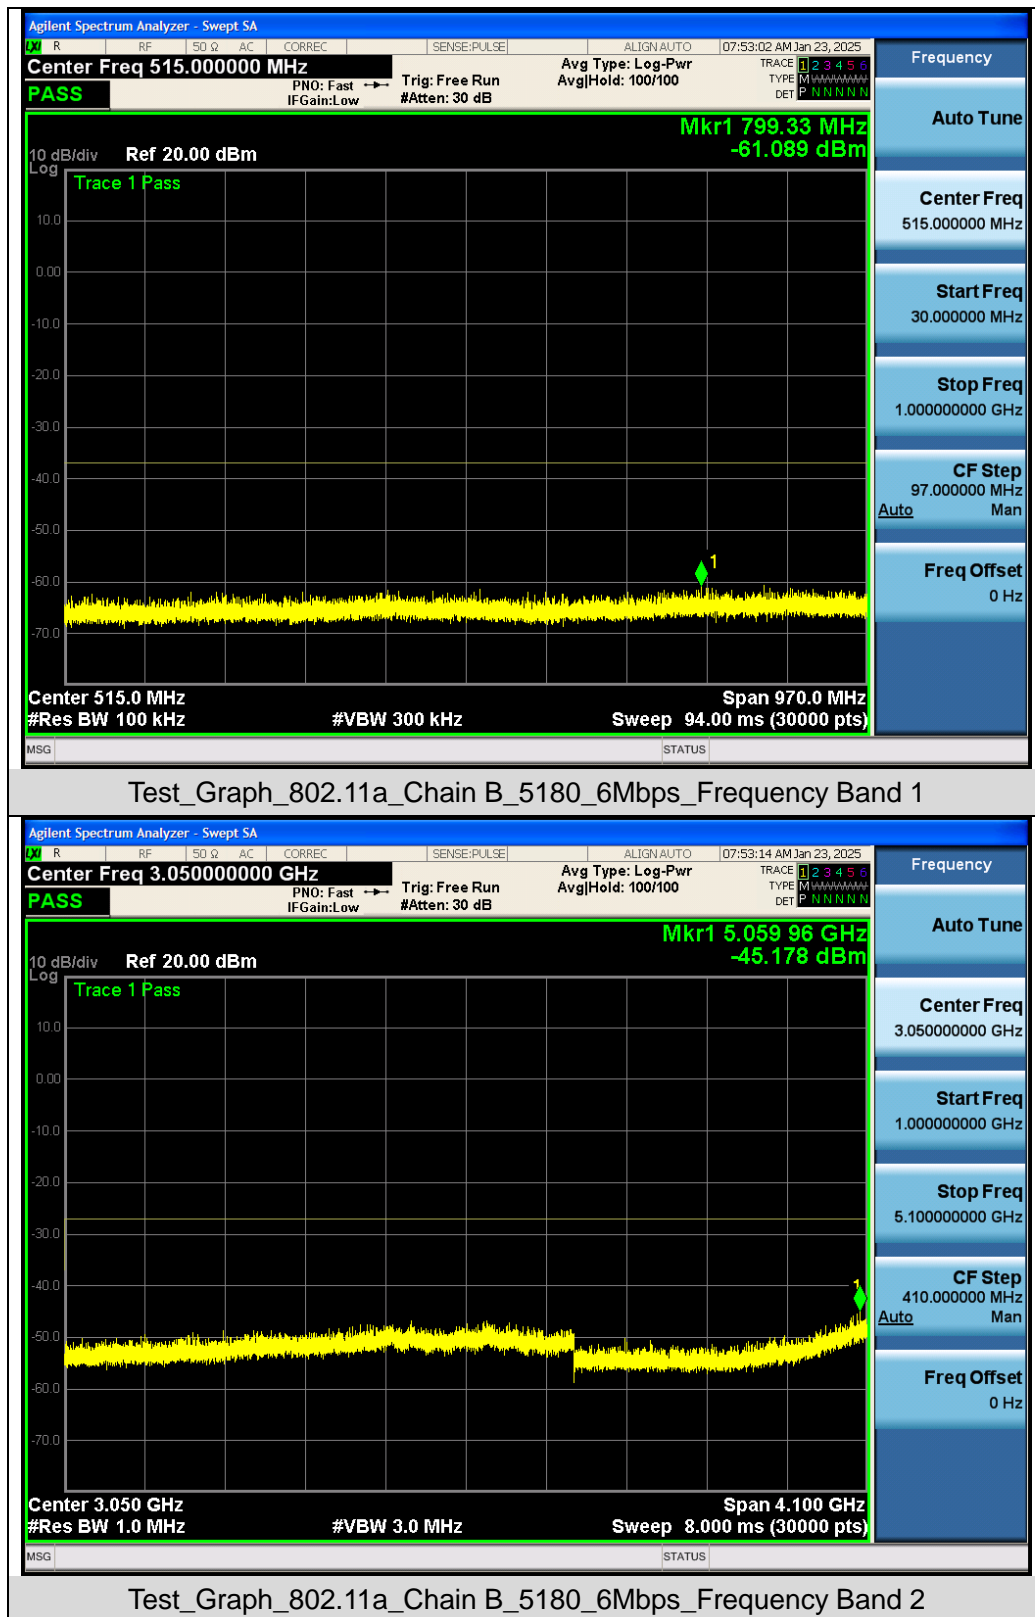 Agilent Spectrum Analyzer - Swept SA
LXI R RF 50 Ω AC CORREC SENSE:PULSE ALIGN AUTO 07:53:02 AM Jan 23, 2025
Center Freq 515.000000 MHz
PASS
PNO: Fast
IFGain:Low
Trig: Free Run
#Atten: 30 dB
Avg Type: Log-Pwr
Avg|Hold: 100/100
TRACE 1 2 3 4 5 6
TYPE M WWWWW
DET P N N N N N
Mkr1 799.33 MHz
-61.089 dBm
10 dB/div Ref 20.00 dBm
Log
Trace 1 Pass
10.0
0.00
-10.0
-20.0
-30.0
-40.0
-50.0
-60.0
-70.0
1
Center 515.0 MHz Span 970.0 MHz
#Res BW 100 kHz #VBW 300 kHz Sweep 94.00 ms (30000 pts)
MSG STATUS
Frequency
Auto Tune
Center Freq
515.000000 MHz
Start Freq
30.000000 MHz
Stop Freq
1.000000000 GHz
CF Step
97.000000 MHz
Auto Man
Freq Offset
0 Hz
Test_Graph_802.11a_Chain B_5180_6Mbps_Frequency Band 1
Agilent Spectrum Analyzer - Swept SA
LXI R RF 50 Ω AC CORREC SENSE:PULSE ALIGN AUTO 07:53:14 AM Jan 23, 2025
Center Freq 3.050000000 GHz
PASS
PNO: Fast
IFGain:Low
Trig: Free Run
#Atten: 30 dB
Avg Type: Log-Pwr
Avg|Hold: 100/100
TRACE 1 2 3 4 5 6
TYPE M WWWWW
DET P N N N N N
Mkr1 5.059 96 GHz
-45.178 dBm
10 dB/div Ref 20.00 dBm
Log
Trace 1 Pass
10.0
0.00
-10.0
-20.0
-30.0
-40.0
-50.0
-60.0
-70.0
1
Center 3.050 GHz Span 4.100 GHz
#Res BW 1.0 MHz #VBW 3.0 MHz Sweep 8.000 ms (30000 pts)
MSG STATUS
Frequency
Auto Tune
Center Freq
3.050000000 GHz
Start Freq
1.000000000 GHz
Stop Freq
5.100000000 GHz
CF Step
410.000000 MHz
Auto Man
Freq Offset
0 Hz
Test_Graph_802.11a_Chain B_5180_6Mbps_Frequency Band 2